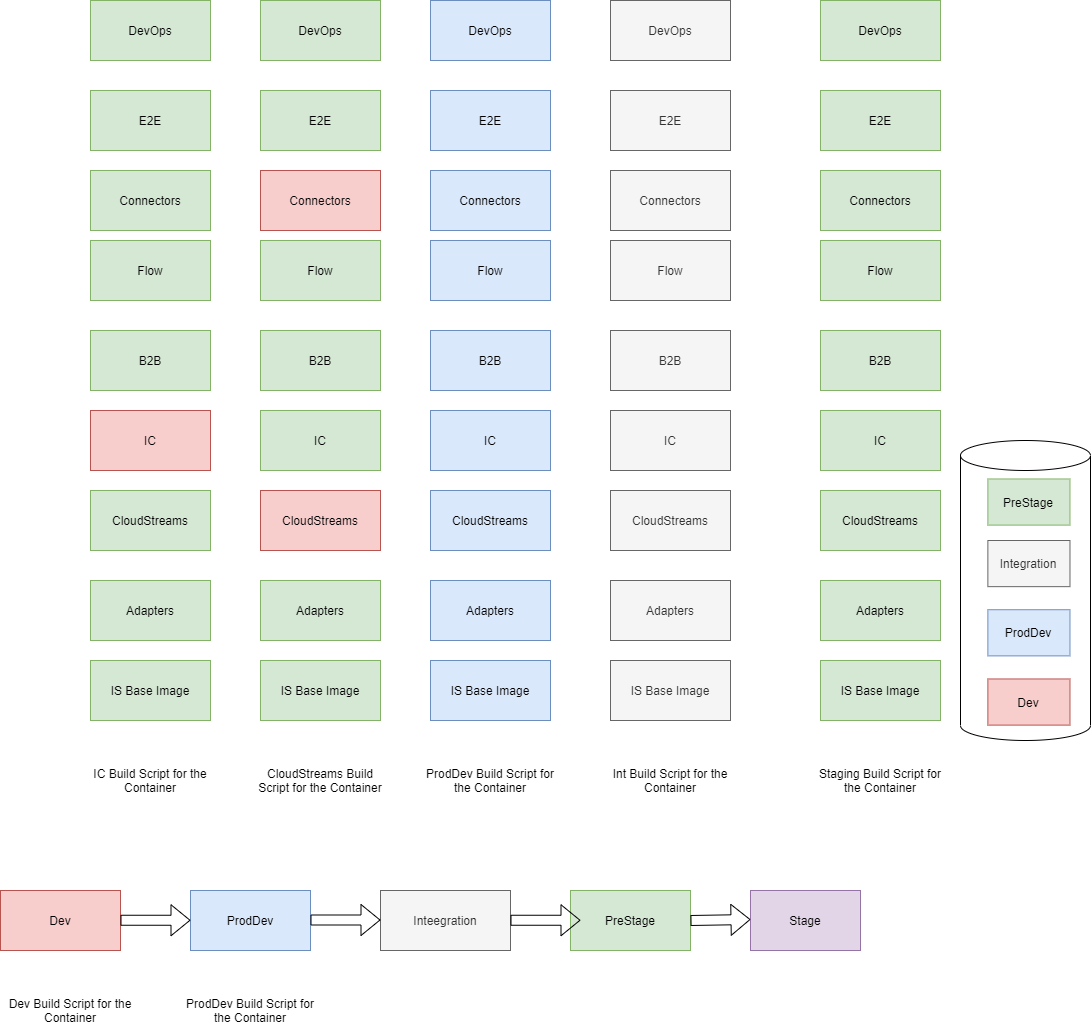 DevOps
DevOps
DevOps
DevOps
DevOps
E2E
E2E
E2E
E2E
E2E
Connectors
Connectors
Connectors
Connectors
Connectors
Flow
Flow
Flow
Flow
Flow
B2B
B2B
B2B
B2B
B2B
IC
IC
IC
IC
IC
CloudStreams
CloudStreams
CloudStreams
CloudStreams
CloudStreams
Adapters
Adapters
Adapters
Adapters
Adapters
IS Base Image
IS Base Image
IS Base Image
IS Base Image
IS Base Image
PreStage
Integration
ProdDev
Dev
IC Build Script for the
Container
CloudStreams Build
Script for the Container
ProdDev Build Script for
the Container
Int Build Script for the
Container
Staging Build Script for
the Container
Dev
ProdDev
Inteegration
PreStage
Stage
Dev Build Script for the
Container
ProdDev Build Script for
the Container